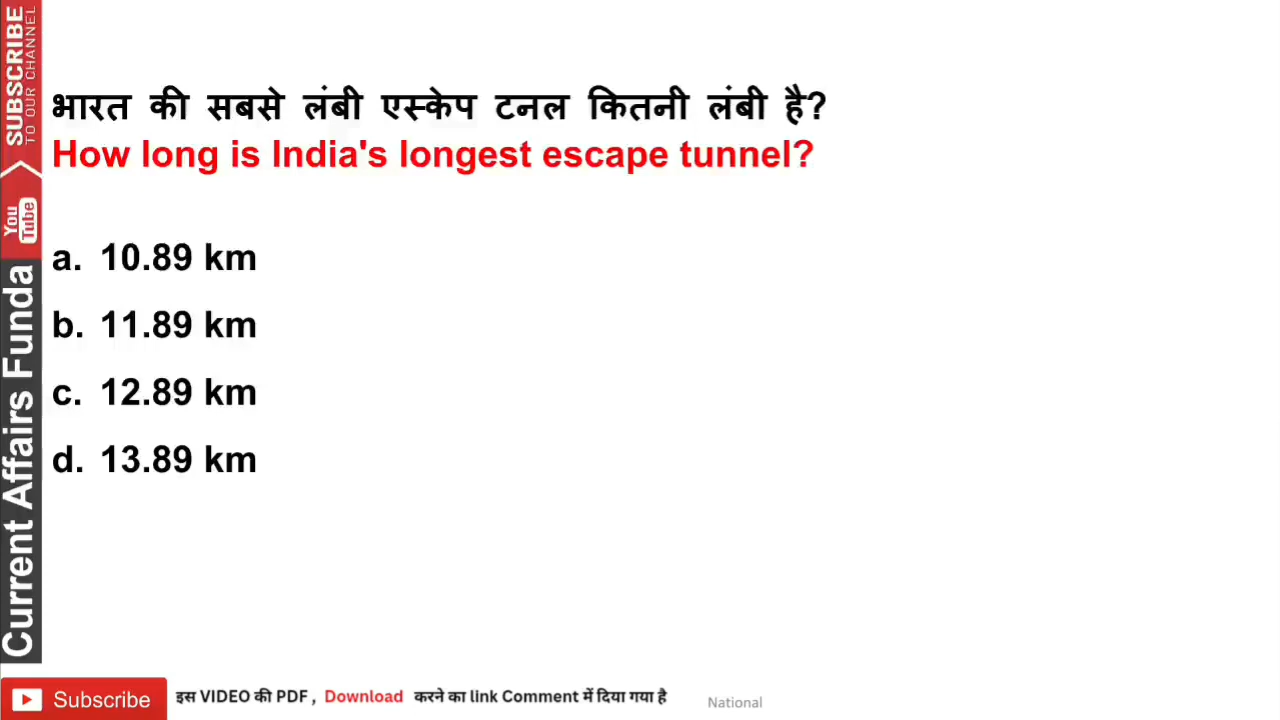 भारत की सबसे लंबी एस्केप टनल कितनी लंबी है?
How long is India's longest escape tunnel?
a. 10.89 km
b. 11.89 km
c. 12.89 km
d. 13.89 km
SUBSCRIBE
TO OUR CHANNEL
You Tube
Current Affairs Funda
Subscribe
इस VIDEO की PDF , Download करने का link Comment में दिया गया है
National